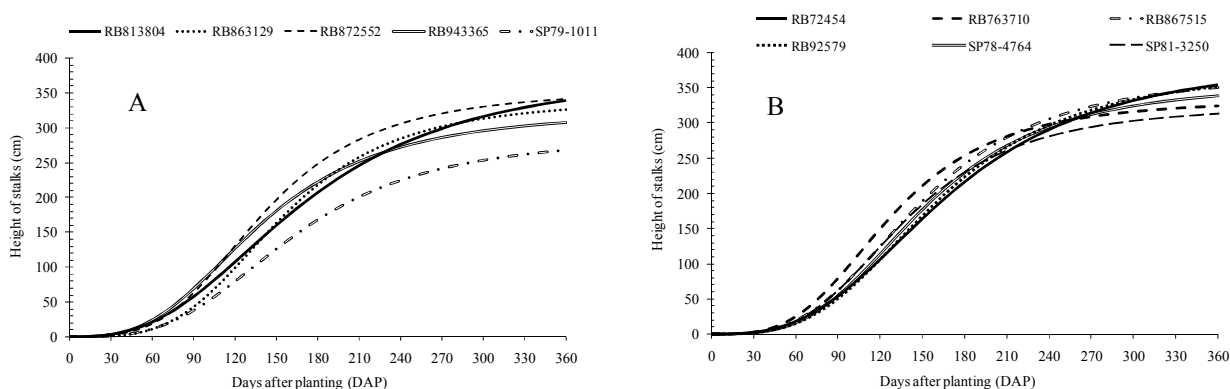 RB813804 RB863129 RB872552 RB943365 SP79-1011
A
Height of stalks (cm)
400
350
300
250
200
150
100
50
0
0 30 60 90 120 150 180 210 240 270 300 330 360
Days after planting (DAP)
RB72454 RB763710 RB867515
RB92579 SP78-4764 SP81-3250
B
Height of stalks (cm)
400
350
300
250
200
150
100
50
0
0 30 60 90 120 150 180 210 240 270 300 330 360
Days after planting (DAP)